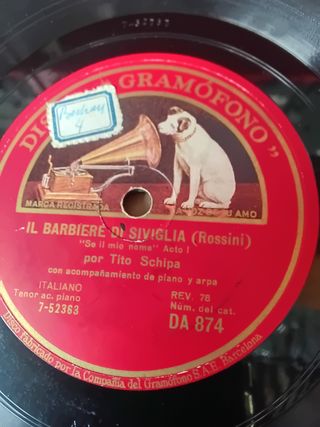 7-52363
DISCO "GRAMÓFONO"
MARCA REGISTRADA
LA VOZ DE SU AMO
IL BARBIERE DI SIVIGLIA (Rossini)
"Se il mio nome" Acto I
por Tito Schipa
con acompañamiento de piano y arpa
ITALIANO
Tenor ac. piano
7-52363
REV. 78
Núm. del cat.
DA 874
Disco Fabricado por la Compañía del Gramófono S.A.E. Barcelona